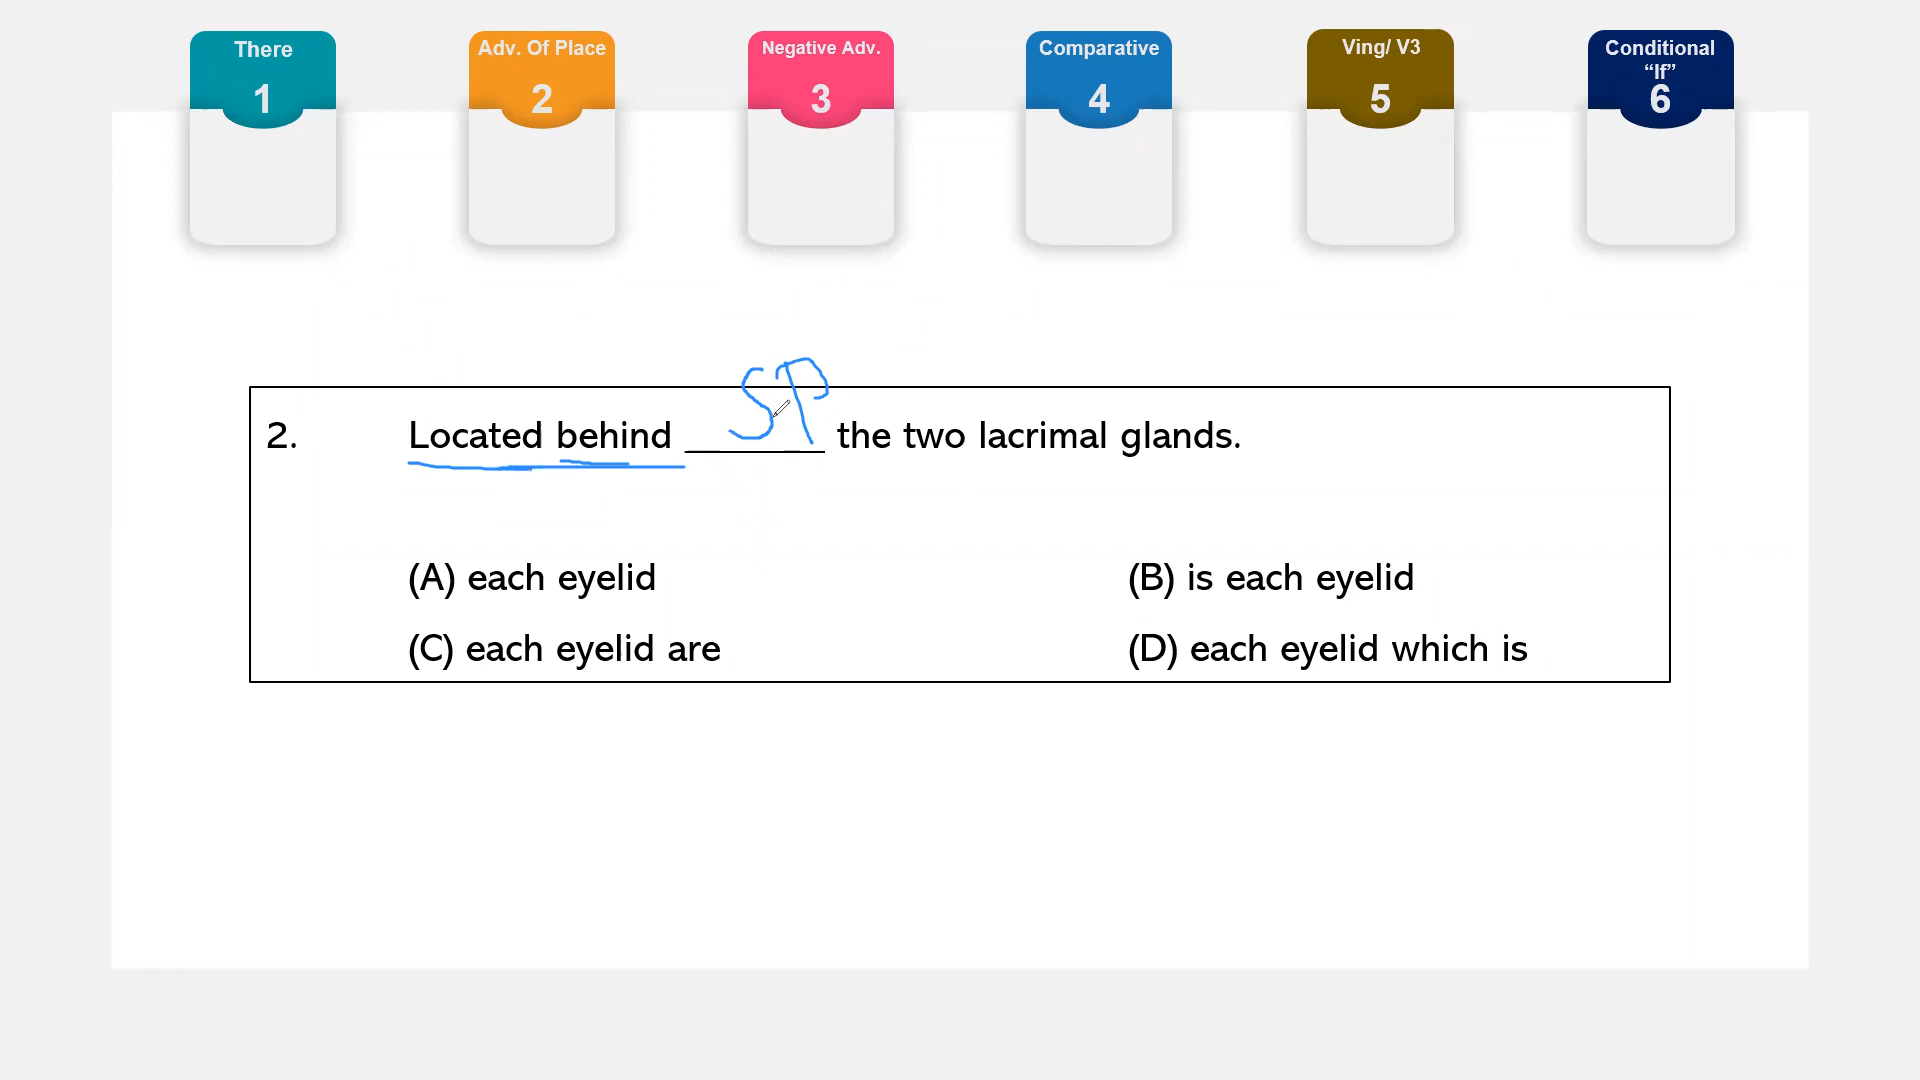 There
1
Adv. Of Place
2
Negative Adv.
3
Comparative
4
Ving/ V3
5
Conditional
“If”
6
SP
2. Located behind ______ the two lacrimal glands.
(A) each eyelid (B) is each eyelid
(C) each eyelid are (D) each eyelid which is